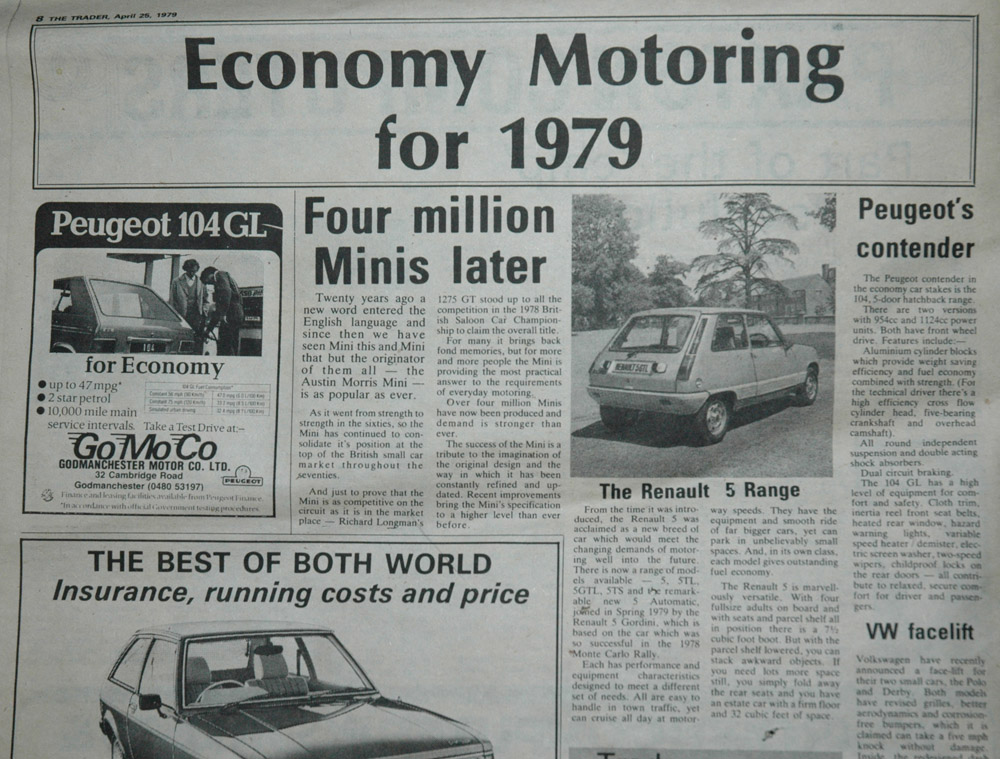 8 THE TRADER, April 25, 1979
Economy Motoring
for 1979
Peugeot 104 GL
104
for Economy
up to 47 mpg*
2 star petrol
10,000 mile main
service intervals. Take a Test Drive at:–
GoMoCo
GODMANCHESTER MOTOR CO. LTD.
32 Cambridge Road
Godmanchester (0480 53197)
PEUGEOT
Finance and leasing facilities available from Peugeot Finance.
*In accordance with official Government testing procedures.
Four million
Minis later
Twenty years ago a
new word entered the
English language and
since then we have
seen Mini this and Mini
that but the originator
of them all — the
Austin Morris Mini —
is as popular as ever.
As it went from strength to
strength in the sixties, so the
Mini has continued to con-
solidate it's position at the
top of the British small car
market throughout the
seventies.
And just to prove that the
Mini is as competitive on the
circuit as it is in the market
place — Richard Longman's
1275 GT stood up to all the
competition in the 1978 Brit-
ish Saloon Car Champion-
ship to claim the overall title.
For many it brings back
fond memories, but for more
and more people the Mini is
providing the most practical
answer to the requirements
of everyday motoring.
Over four million Minis
have now been produced and
demand is stronger than
ever.
The success of the Mini is a
tribute to the imagination of
the original design and the
way in which it has been
constantly refined and up-
dated. Recent improvements
bring the Mini's specification
to a higher level than ever
before.
RENAULT 5GTL
The Renault 5 Range
From the time it was intro-
duced, the Renault 5 was
acclaimed as a new breed of
car which would meet the
changing demands of motor-
ing well into the future.
There is now a range of mod-
els available — 5, 5TL,
5GTL, 5TS and the remark-
able new 5 Automatic,
joined in Spring 1979 by the
Renault 5 Gordini, which is
based on the car which was
so successful in the 1978
Monte Carlo Rally.
Each has performance and
equipment characteristics
designed to meet a different
set of needs. All are easy to
handle in town traffic, yet
can cruise all day at motor-
way speeds. They have the
equipment and smooth ride
of far bigger cars, yet can
park in unbelievably small
spaces. And, in its own class,
each model gives outstanding
fuel economy.
The Renault 5 is marvell-
ously versatile. With four
fullsize adults on board and
with seats and parcel shelf all
in position there is a 7½
cubic foot boot. But with the
parcel shelf lowered, you can
stack awkward objects. If
you need lots more space
still, you simply fold away
the rear seats and you have
an estate car with a firm floor
and 32 cubic feet of space.
Peugeot's
contender
The Peugeot contender in
the economy car stakes is the
104, 5-door hatchback range.
There are two versions
with 954cc and 1124cc power
units. Both have front wheel
drive. Features include:—
Aluminium cylinder blocks
which provide weight saving
efficiency and fuel economy
combined with strength. (For
the technical driver there's a
high efficiency cross flow
cylinder head, five-bearing
crankshaft and overhead
camshaft).
All round independent
suspension and double acting
shock absorbers.
Dual circuit braking.
The 104 GL has a high
level of equipment for com-
fort and safety. Cloth trim,
inertia reel front seat belts,
heated rear window, hazard
warning lights, variable
speed heater / demister, elec-
tric screen washer, two-speed
wipers, childproof locks on
the rear doors — all contri-
bute to relaxed, secure com-
fort for driver and passen-
gers.
VW facelift
Volkswagen have recently
announced a face-lift for
their two small cars, the Polo
and Derby. Both models
have revised grilles, better
aerodynamics and corrosion-
free bumpers, which it is
claimed can take a five mph
knock without damage.
THE BEST OF BOTH WORLD
Insurance, running costs and price